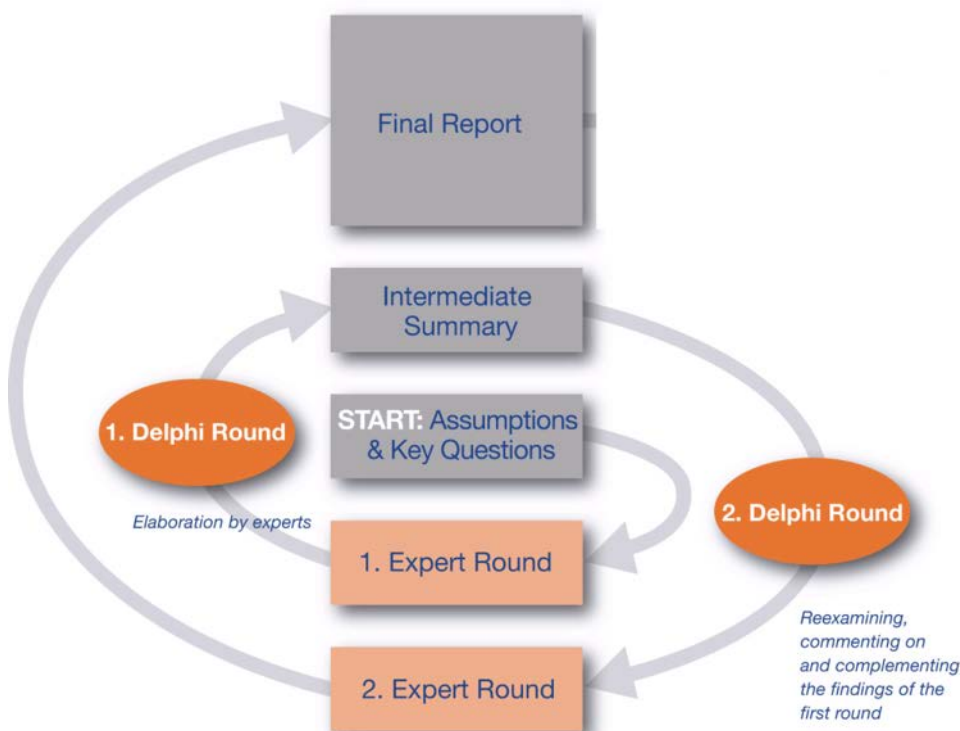 Final Report
Intermediate
Summary
1. Delphi Round
START: Assumptions
& Key Questions
Elaboration by experts
2. Delphi Round
1. Expert Round
Reexamining,
commenting on
and complementing
the findings of the
first round
2. Expert Round